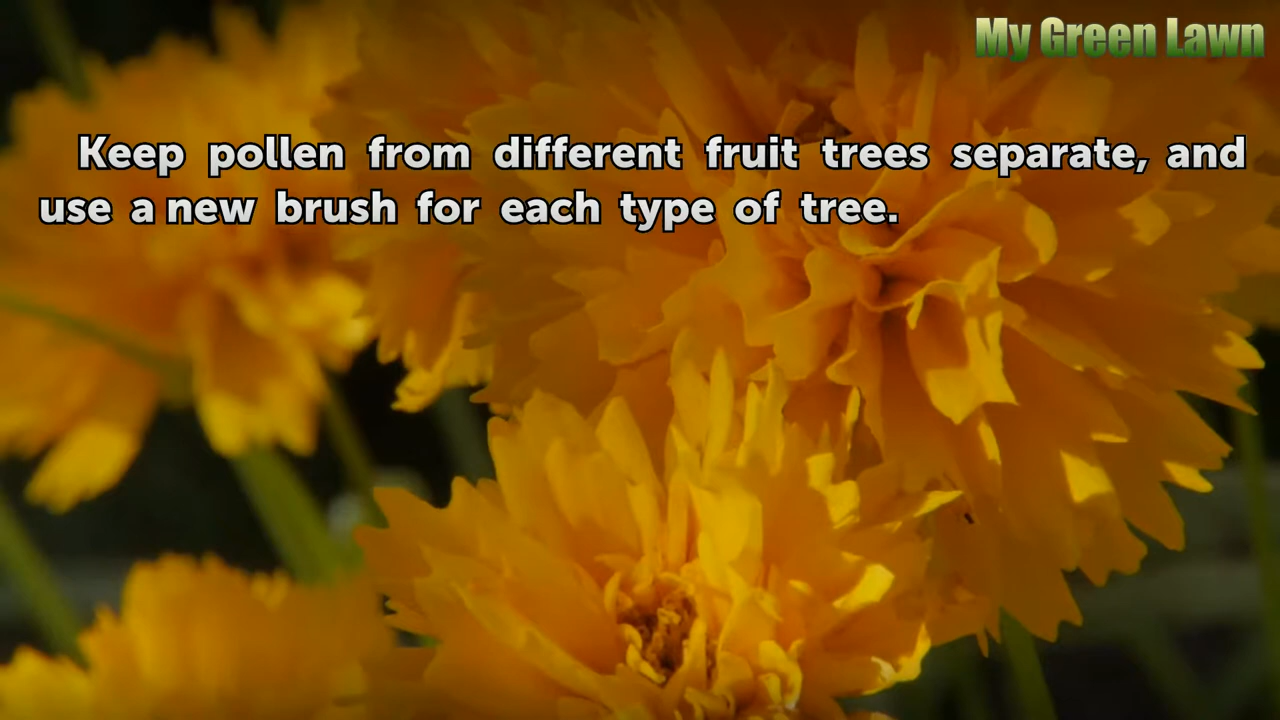 My Green Lawn
Keep pollen from different fruit trees separate, and
use a new brush for each type of tree.